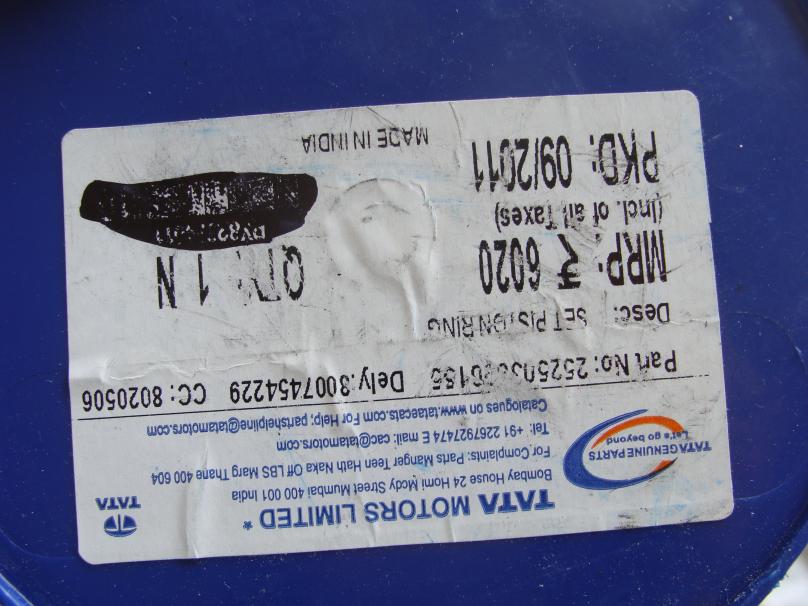 TATA MOTORS LIMITED *
Bombay House 24 Homi Mody Street Mumbai 400 001 India
For Complaints: Parts Manger Teen Hath Naka Off LBS Marg Thane 400 604
Tel: +91 2267927474 E mail: cac@tatamotors.com
Catalogues on www.tataecats.com For Help; partshelpline@tatamotors.com
TATA GENUINE PARTS
Let's go beyond
TATA
Part No: Dely:3007454229 CC: 8020506
Desc: SET PISTON RING
MRP: ₹ 6020 QTY: 1 N
(Incl. of all Taxes)
PKD: 09/2011
MADE IN INDIA